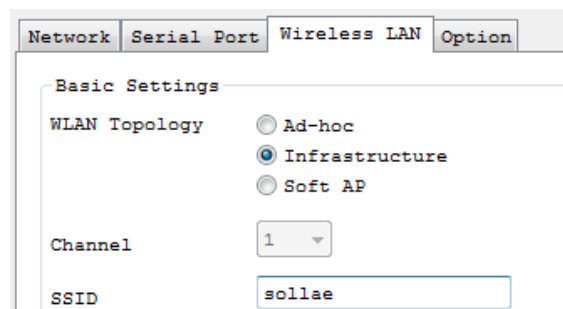 Network Serial Port Wireless LAN Option
Basic Settings
WLAN Topology Ad-hoc
Infrastructure
Soft AP
Channel 1
SSID sollae